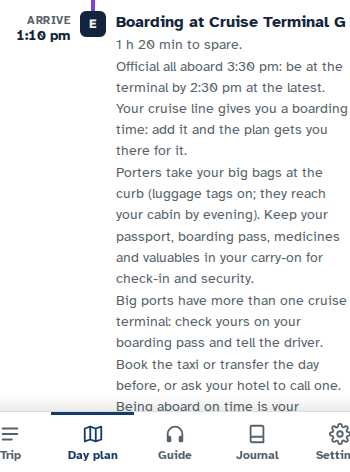 ARRIVE
1:10 pm
E
Boarding at Cruise Terminal G
1 h 20 min to spare.
Official all aboard 3:30 pm: be at the
terminal by 2:30 pm at the latest.
Your cruise line gives you a boarding
time: add it and the plan gets you
there for it.
Porters take your big bags at the
curb (luggage tags on; they reach
your cabin by evening). Keep your
passport, boarding pass, medicines
and valuables in your carry-on for
check-in and security.
Big ports have more than one cruise
terminal: check yours on your
boarding pass and tell the driver.
Book the taxi or transfer the day
before, or ask your hotel to call one.
Being aboard on time is your
Trip
Day plan
Guide
Journal
Settin